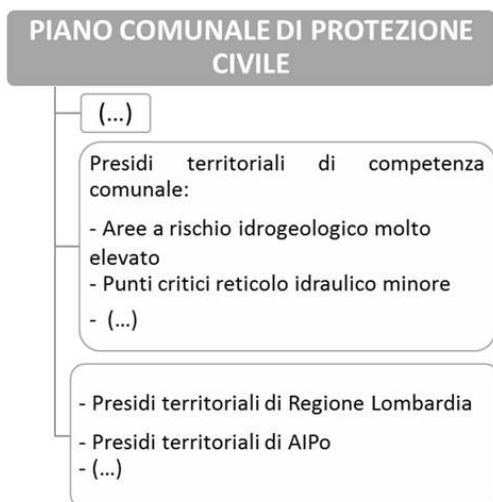 PIANO COMUNALE DI PROTEZIONE
CIVILE
(...)
Presidi territoriali di competenza
comunale:
- Aree a rischio idrogeologico molto
elevato
- Punti critici reticolo idraulico minore
- (...)
- Presidi territoriali di Regione Lombardia
- Presidi territoriali di AIPo
- (...)